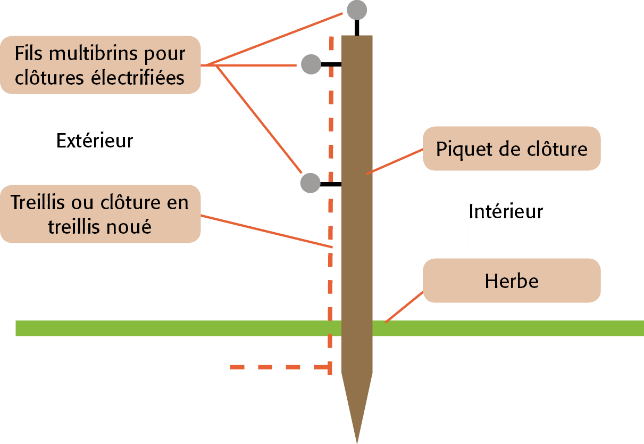 Fils multibrins pour
clôtures électrifiées
Extérieur
Piquet de clôture
Treillis ou clôture en
treillis noué
Intérieur
Herbe